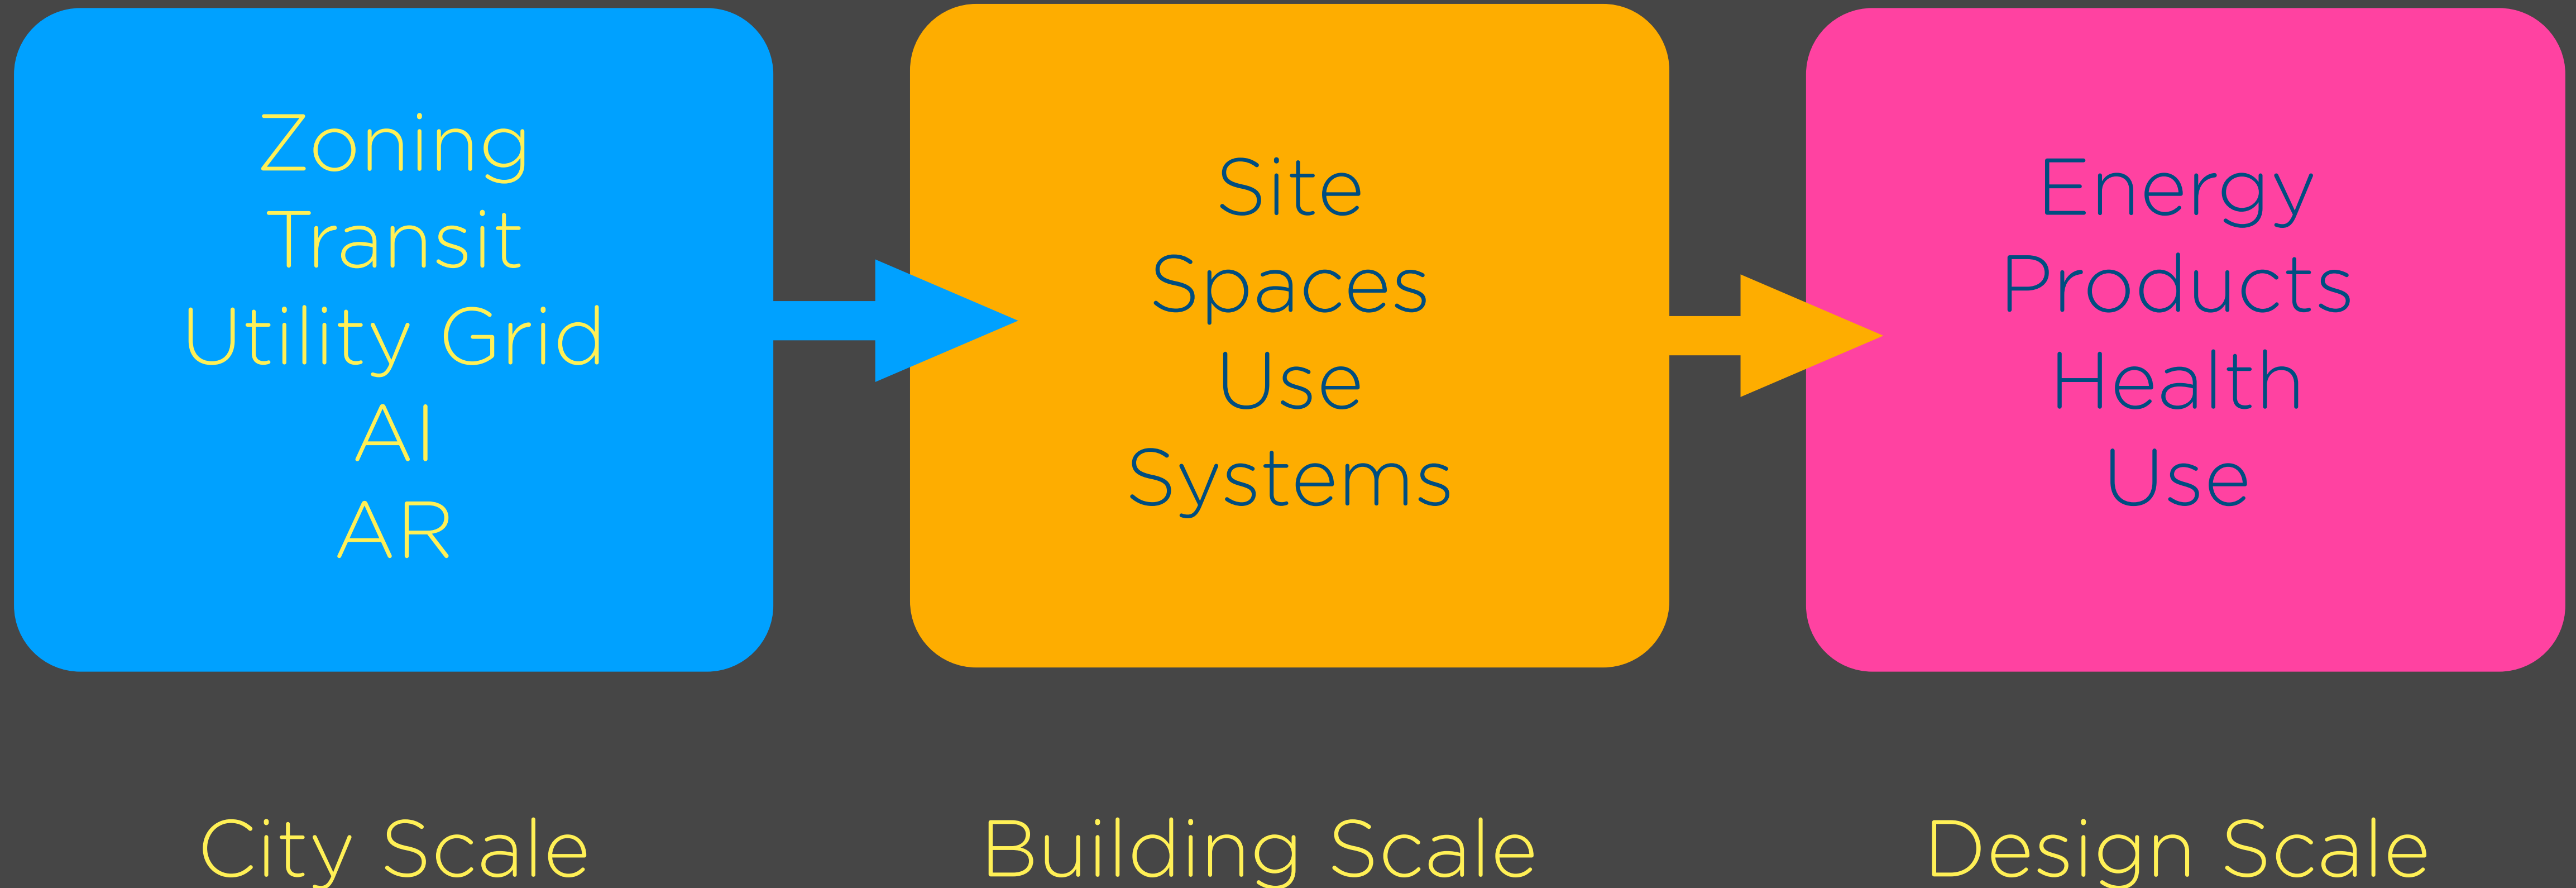 Zoning
Transit
Utility Grid
AI
AR
Site
Spaces
Use
Systems
Energy
Products
Health
Use
City Scale
Building Scale
Design Scale